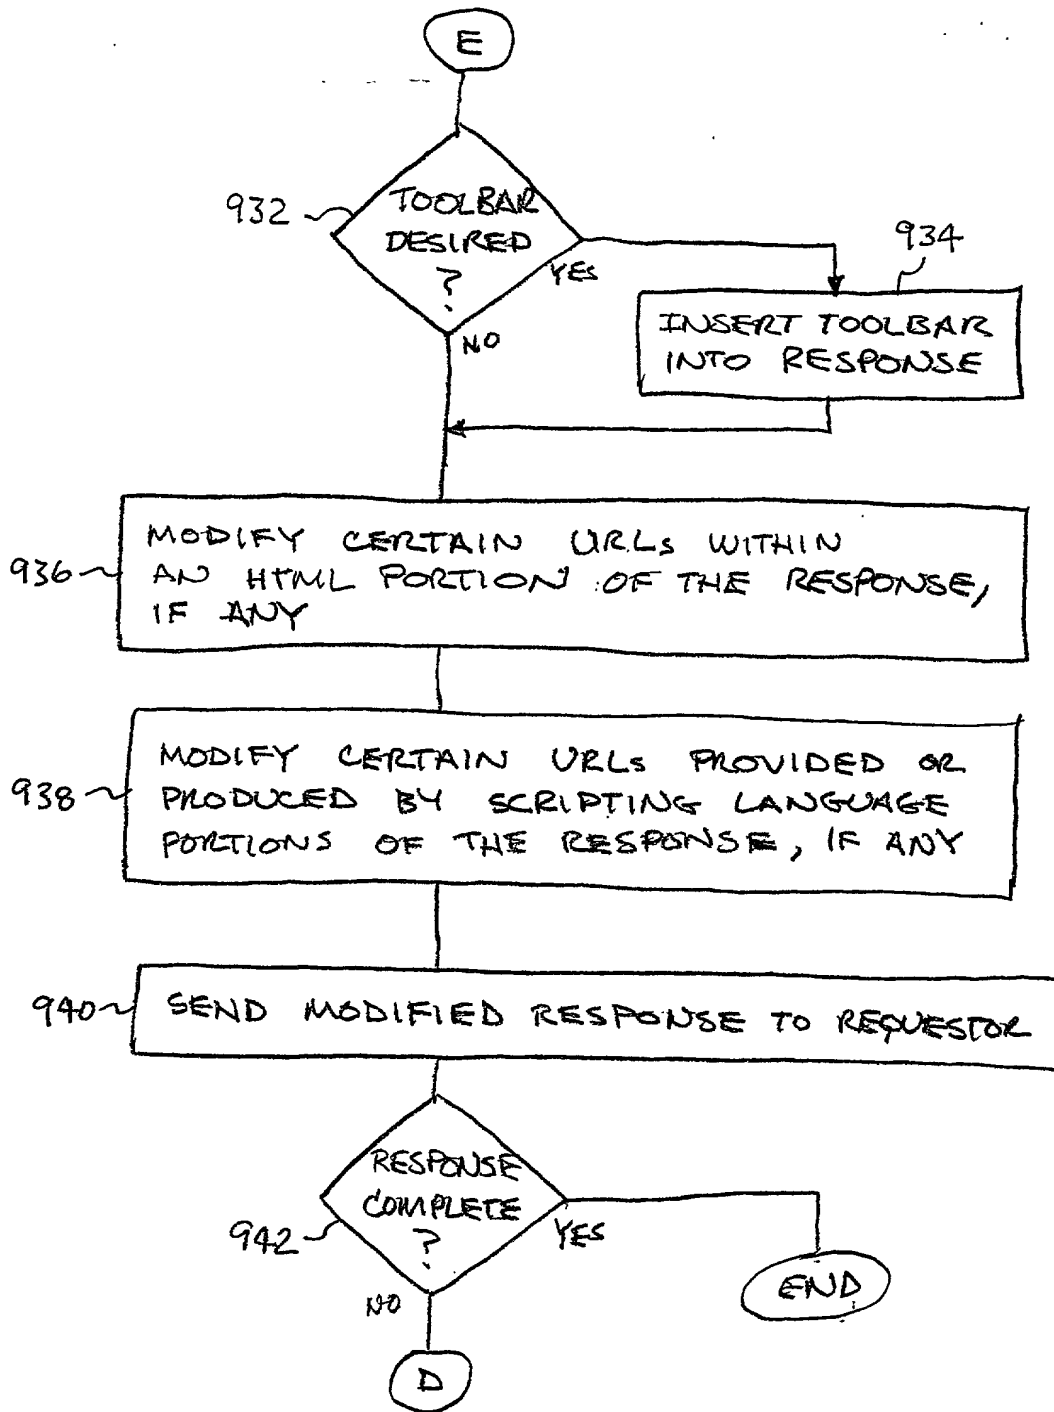 E
932
TOOLBAR
DESIRED
?
YES
NO
934
INSERT TOOLBAR
INTO RESPONSE
936
MODIFY CERTAIN URLs WITHIN
AN HTML PORTION OF THE RESPONSE,
IF ANY
938
MODIFY CERTAIN URLs PROVIDED OR
PRODUCED BY SCRIPTING LANGUAGE
PORTIONS OF THE RESPONSE, IF ANY
940
SEND MODIFIED RESPONSE TO REQUESTOR
942
RESPONSE
COMPLETE
?
YES
NO
END
D